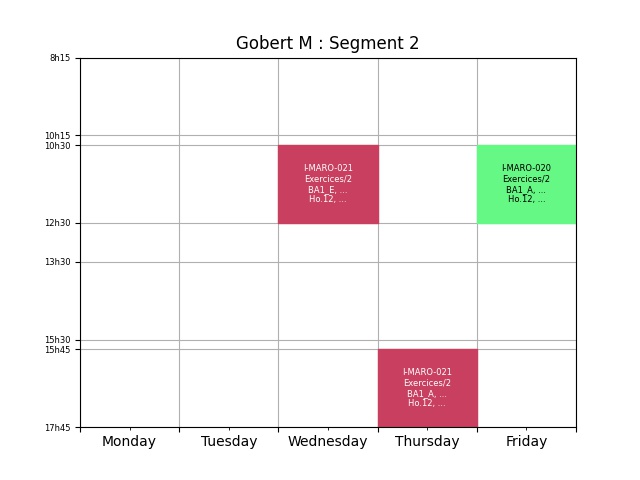 Gobert M : Segment 2
8h15
10h15
10h30
I-MARO-021
Exercices/2
BA1_E, ...
Ho.12, ...
I-MARO-020
Exercices/2
BA1_A, ...
Ho.12, ...
12h30
13h30
15h30
15h45
I-MARO-021
Exercices/2
BA1_A, ...
Ho.12, ...
17h45
Monday Tuesday Wednesday Thursday Friday